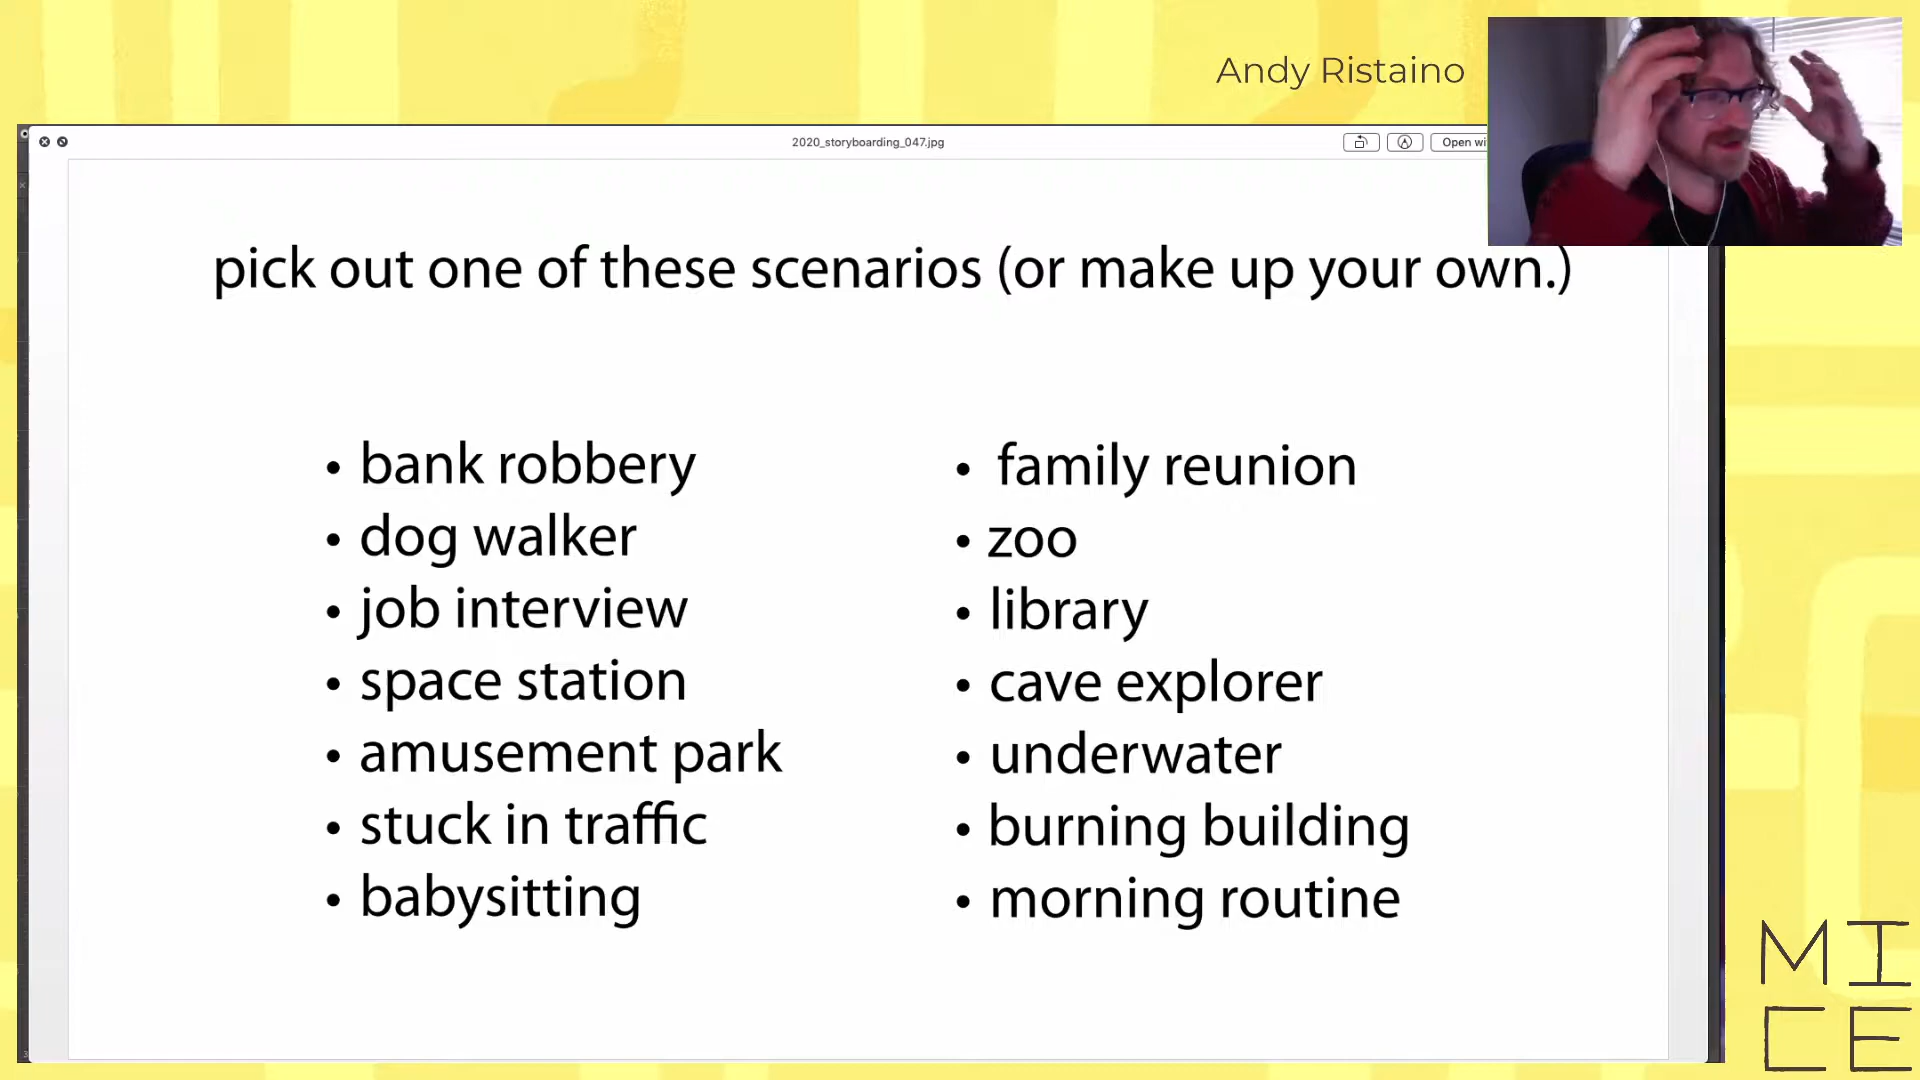 Andy Ristaino
2020_storyboarding_047.jpg
Open wi
pick out one of these scenarios (or make up your own.)
• bank robbery
• dog walker
• job interview
• space station
• amusement park
• stuck in traffic
• babysitting
• family reunion
• zoo
• library
• cave explorer
• underwater
• burning building
• morning routine
MI
CE